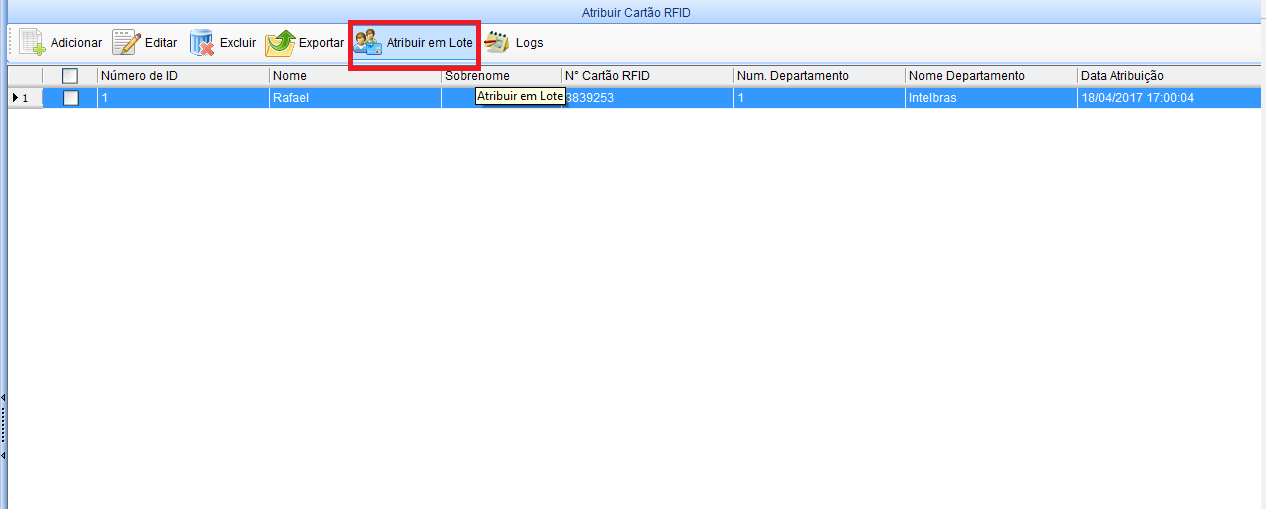 Atribuir Cartão RFID
Adicionar Editar Excluir Exportar Atribuir em Lote Logs
Número de ID Nome Sobrenome N° Cartão RFID Num. Departamento Nome Departamento Data Atribuição
1 1 Rafael 3839253 1 Intelbras 18/04/2017 17:00:04
Atribuir em Lote